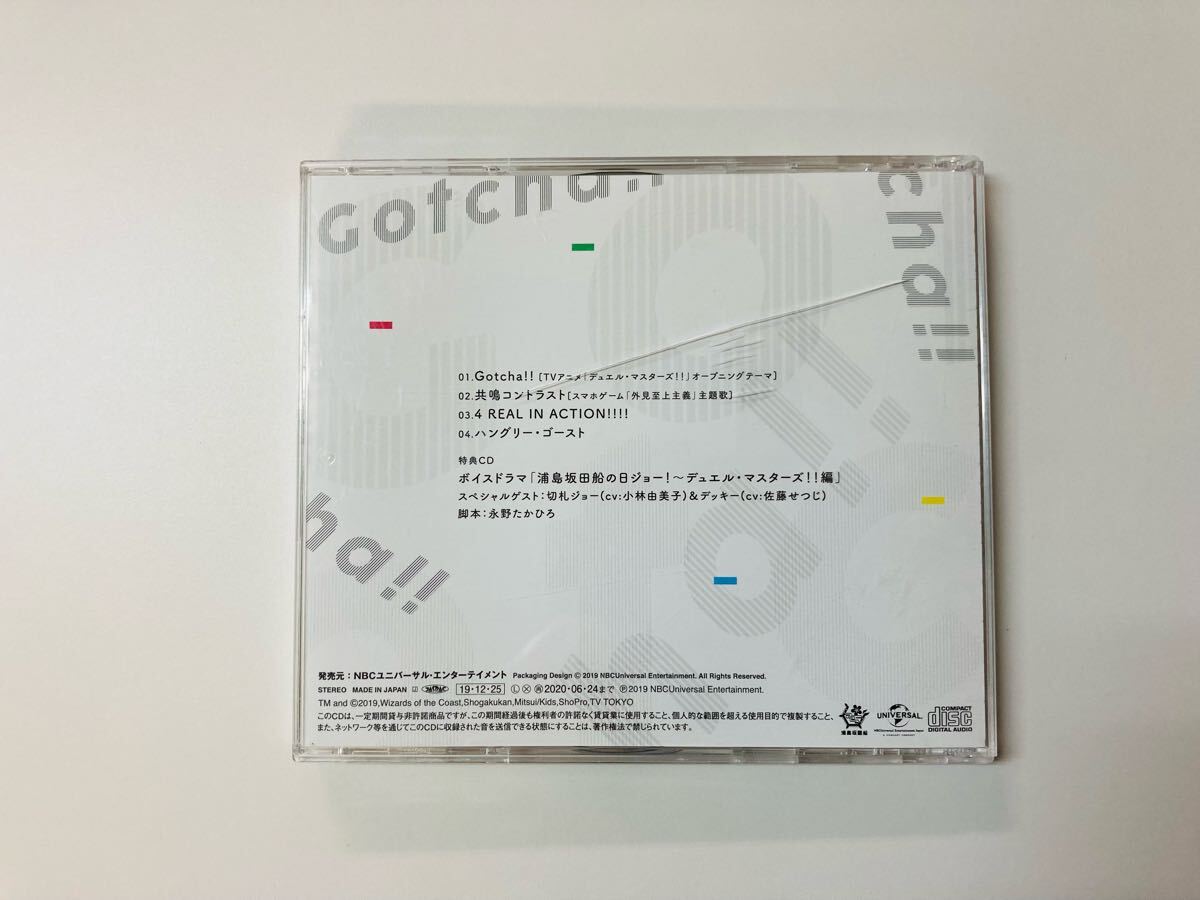 Gotcha!!
cha!!
01.Gotcha!! [TVアニメ「デュエル・マスターズ!!」オープニングテーマ]
02.共鳴コントラスト[スマホゲーム「外見至上主義」主題歌]
03.4 REAL IN ACTION!!!!
04.ハングリー・ゴースト
特典CD
ボイスドラマ「浦島坂田船の日ジョー!～デュエル・マスターズ!!編」
スペシャルゲスト:切札ジョー(cv:小林由美子)&デッキー(cv:佐藤せつじ)
脚本:永野たかひろ
ha!!
発売元:NBCユニバーサル・エンターテイメント Packaging Design © 2019 NBCUniversal Entertainment. All Rights Reserved.
STEREO MADE IN JAPAN 19・12・25 2020・06・24まで ℗2019 NBCUniversal Entertainment.
TM and ©2019,Wizards of the Coast,Shogakukan,Mitsui/Kids,ShoPro,TV TOKYO
このCDは、一定期間貸与非許諾商品ですが、この期間経過後も権利者の許諾なく賃貸業に使用すること、個人的な範囲を超える使用目的で複製すること、
また、ネットワーク等を通じてこのCDに収録された音を送信できる状態にすることは、著作権法で禁じられています。
浦島坂田船
UNIVERSAL
COMPACT
disc
DIGITAL AUDIO